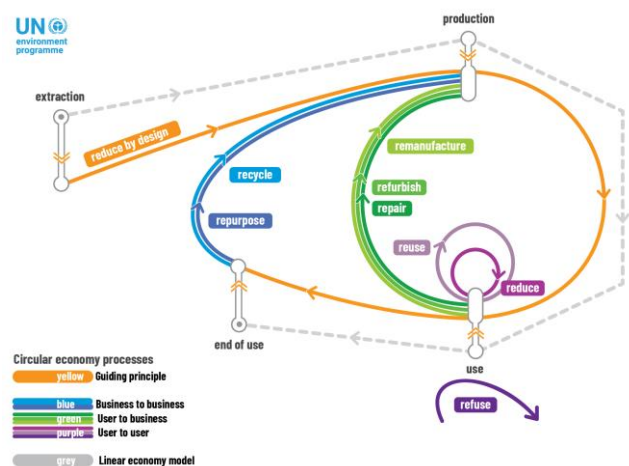 UN
environment
programme
production
extraction
reduce by design
remanufacture
recycle
refurbish
repair
repurpose
reuse
reduce
end of use
use
refuse
Circular economy processes
yellow Guiding principle
blue Business to business
green User to business
purple User to user
grey Linear economy model